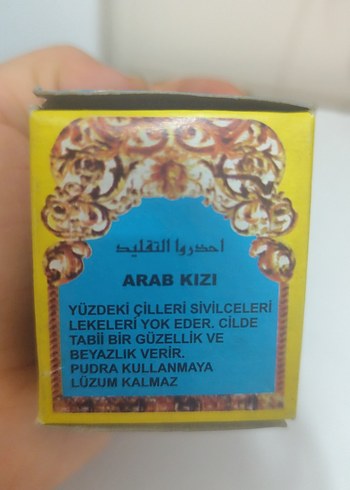 احذروا التقليد
ARAB KIZI
YÜZDEKİ ÇİLLERİ SİVİLCELERİ
LEKELERİ YOK EDER. CİLDE
TABİİ BİR GÜZELLİK VE
BEYAZLIK VERİR.
PUDRA KULLANMAYA
LÜZUM KALMAZ